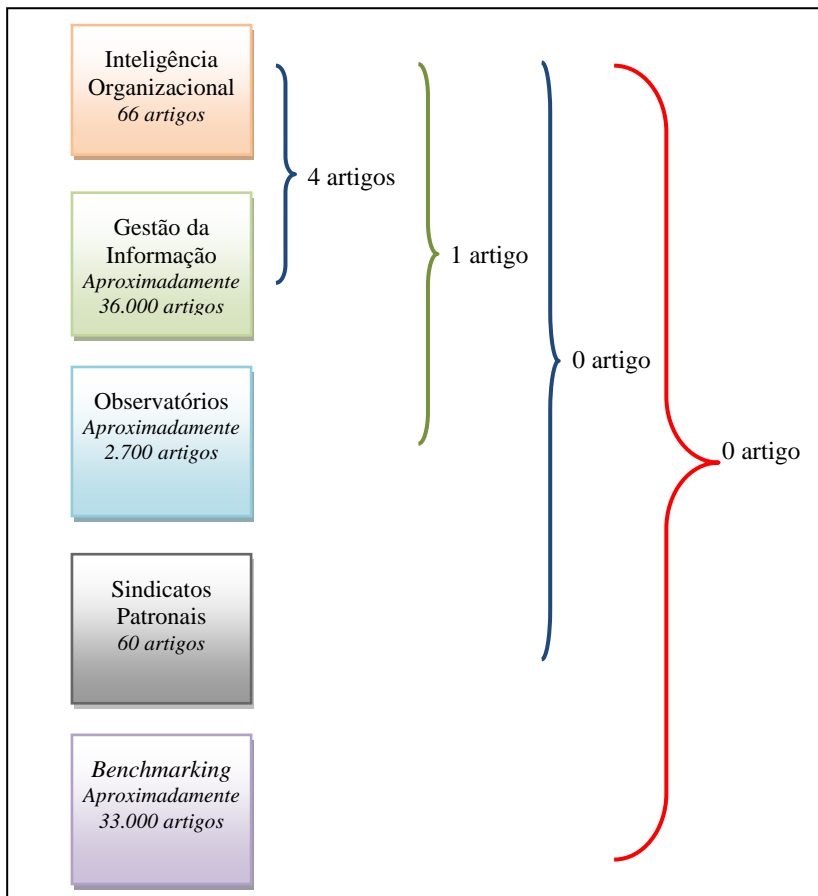 Inteligência
Organizacional
66 artigos
4 artigos
Gestão da
Informação
Aproximadamente
36.000 artigos
1 artigo
0 artigo
Observatórios
Aproximadamente
2.700 artigos
0 artigo
Sindicatos
Patronais
60 artigos
Benchmarking
Aproximadamente
33.000 artigos